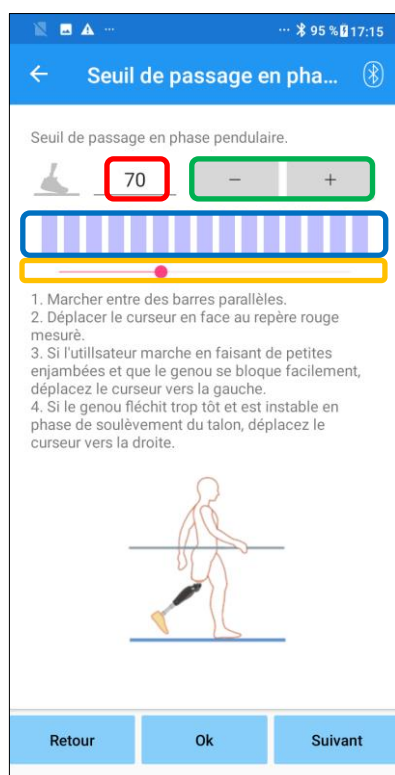 ··· ··· 95 % 17:15
Seuil de passage en pha...
Seuil de passage en phase pendulaire.
70 − +
1. Marcher entre des barres parallèles.
2. Déplacer le curseur en face au repère rouge
mesurè.
3. Si l'utillsateur marche en faisant de petites
enjambées et que le genou se bloque facilement,
déplacez le curseur vers la gauche.
4. Si le genou fléchit trop tôt et est instable en
phase de soulèvement du talon, déplacez le
curseur vers la droite.
Retour Ok Suivant